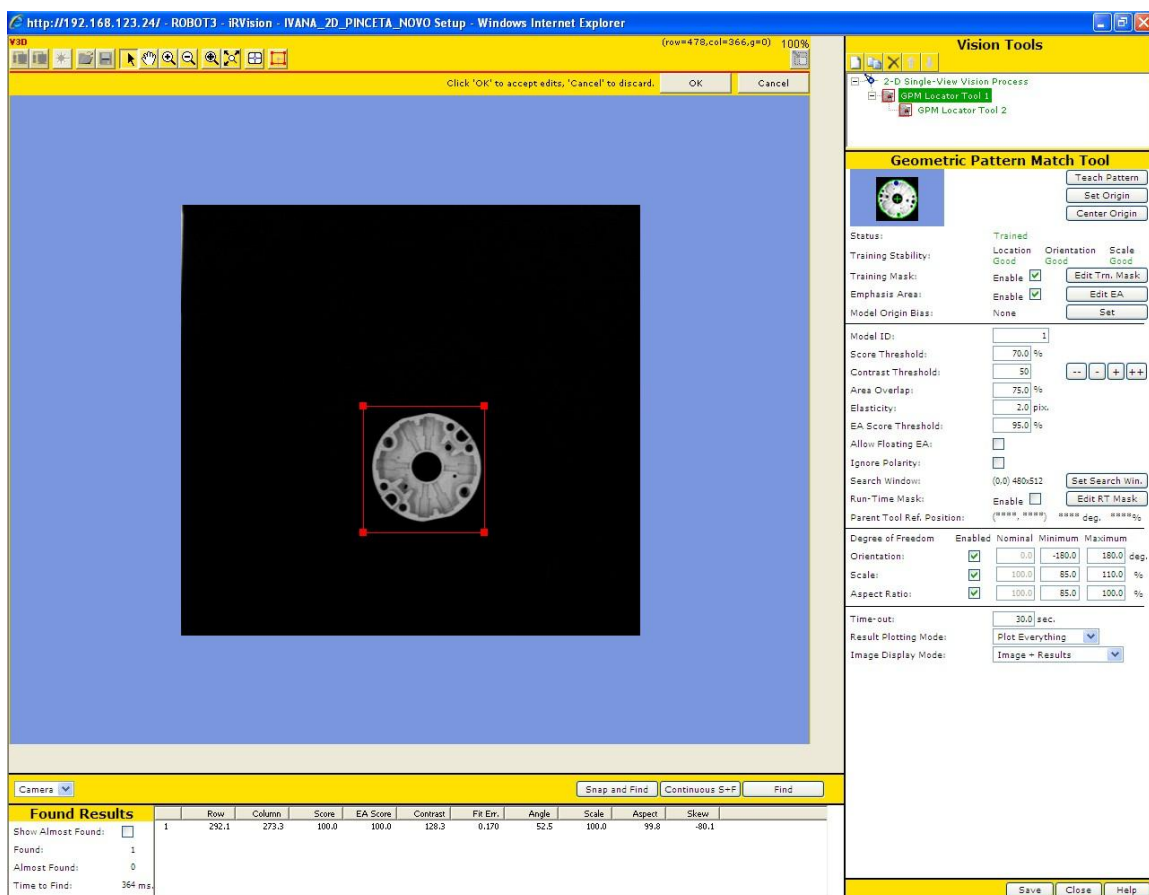 http://192.168.123.24/ - ROBOT3 - iRVision - IVANA_2D_PINCETA_NOVO Setup - Windows Internet Explorer
V3D
(row=478,col=366,g=0) 100%
Click 'OK' to accept edits, 'Cancel' to discard. OK Cancel
Vision Tools
2-D Single-View Vision Process
GPM Locator Tool 1
GPM Locator Tool 2
Geometric Pattern Match Tool
Teach Pattern
Set Origin
Center Origin
Status: Trained
Training Stability: Location Orientation Scale
Good Good Good
Training Mask: Enable Edit Trn. Mask
Emphasis Area: Enable Edit EA
Model Origin Bias: None Set
Model ID: 1
Score Threshold: 70.0 %
Contrast Threshold: 50 -- - + ++
Area Overlap: 75.0 %
Elasticity: 2.0 pix.
EA Score Threshold: 95.0 %
Allow Floating EA:
Ignore Polarity:
Search Window: (0.0) 480x512 Set Search Win.
Run-Time Mask: Enable Edit RT Mask
Parent Tool Ref. Position: (****, ****) **** deg. ****%
Degree of Freedom Enabled Nominal Minimum Maximum
Orientation: 0.0 -180.0 180.0 deg.
Scale: 100.0 85.0 110.0 %
Aspect Ratio: 100.0 85.0 100.0 %
Time-out: 30.0 sec.
Result Plotting Mode: Plot Everything
Image Display Mode: Image + Results
Camera Snap and Find Continuous S+F Find
Found Results
Show Almost Found:
Found: 1
Almost Found: 0
Time to Find: 364 ms.
Row Column Score EA Score Contrast Fit Err. Angle Scale Aspect Skew
1 292.1 273.3 100.0 100.0 128.3 0.170 52.5 100.0 99.8 -80.1
Save Close Help